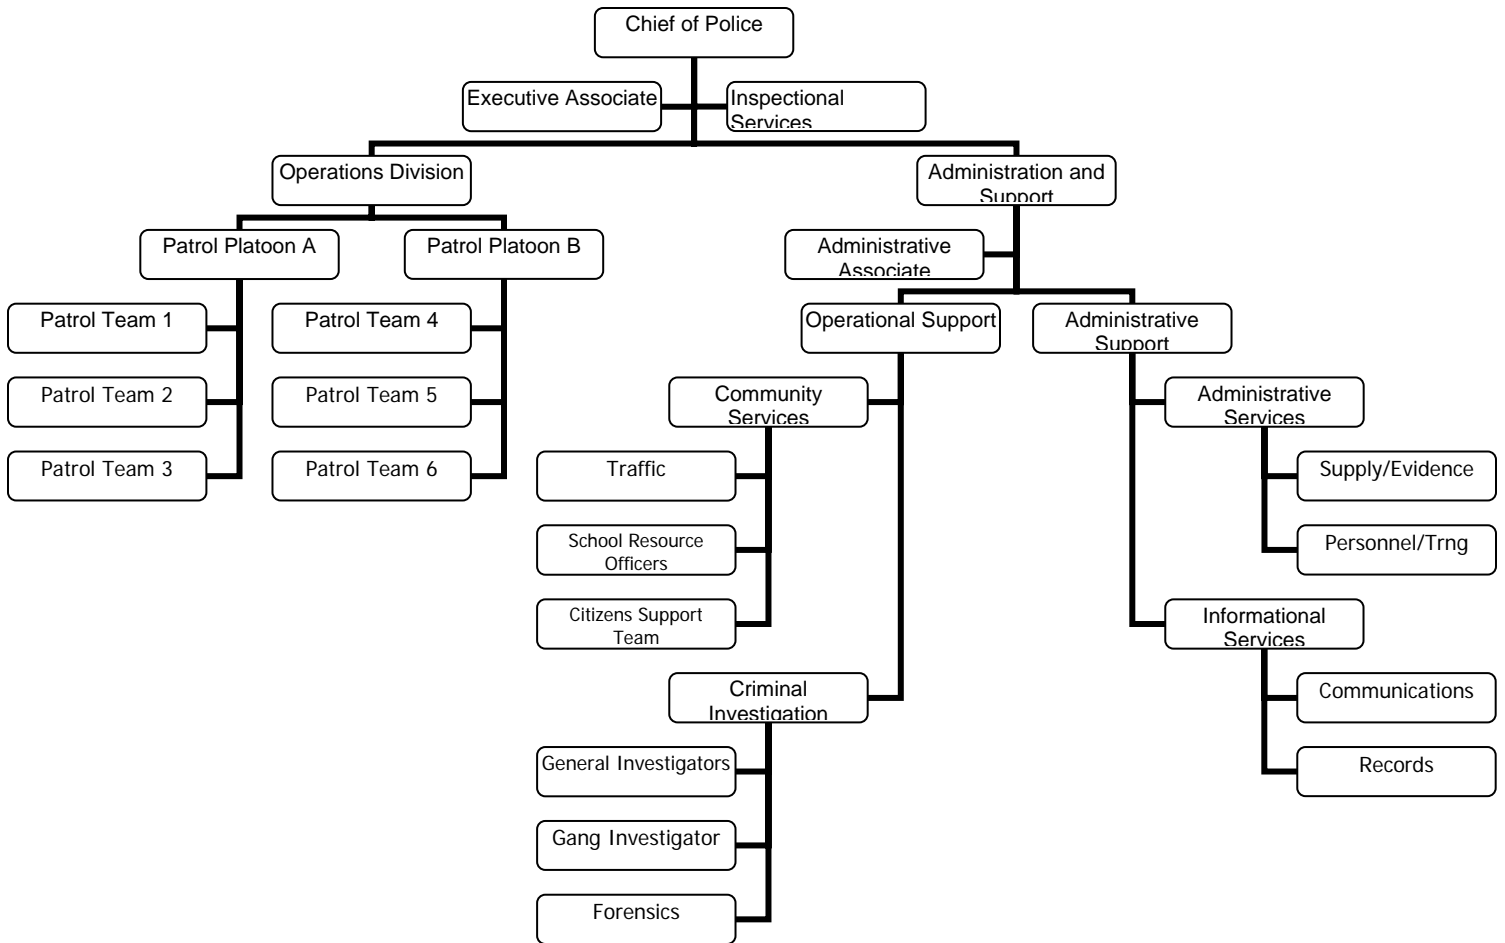 Chief of Police
Executive Associate
Inspectional
Services
Operations Division
Administration and
Support
Patrol Platoon A
Patrol Platoon B
Administrative
Associate
Patrol Team 1
Patrol Team 4
Operational Support
Administrative
Support
Patrol Team 2
Patrol Team 5
Community
Services
Administrative
Services
Patrol Team 3
Patrol Team 6
Traffic
Supply/Evidence
School Resource
Officers
Personnel/Trng
Citizens Support
Team
Informational
Services
Criminal
Investigation
Communications
General Investigators
Records
Gang Investigator
Forensics